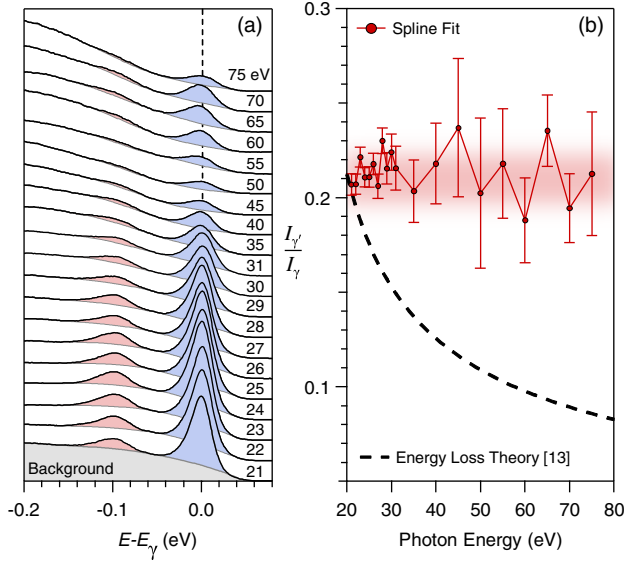 (a)
75 eV
70
65
60
55
50
45
40
35
31
30
29
28
27
26
25
24
23
22
21
Background
-0.2
-0.1
0.0
E-Eγ (eV)
(b)
Spline Fit
0.3
0.2
0.1
Iγ'
Iγ
Energy Loss Theory [13]
20 30 40 50 60 70 80
Photon Energy (eV)